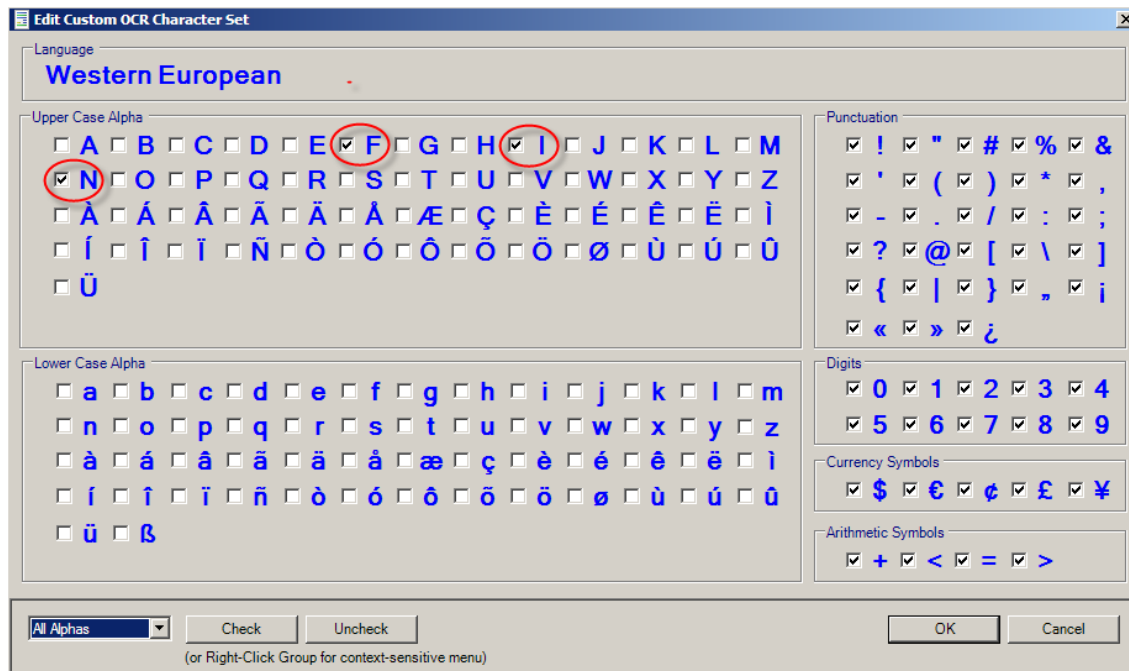 Edit Custom OCR Character Set
Language
Western European
Upper Case Alpha
A B C D E F G H I J K L M
N O P Q R S T U V W X Y Z
À Á Â Ã Ä Å Æ Ç È É Ê Ë Ì
Í Î Ï Ñ Ò Ó Ô Õ Ö Ø Ù Ú Û
Ü
Lower Case Alpha
a b c d e f g h i j k l m
n o p q r s t u v w x y z
à á â ã ä å æ ç è é ê ë ì
í î ï ñ ò ó ô õ ö ø ù ú û
ü ß
Punctuation
! " # % &
' ( ) * ,
- . / : ;
? @ [ \ ]
{ | } „ ¡
« » ¿
Digits
0 1 2 3 4
5 6 7 8 9
Currency Symbols
$ € ¢ £ ¥
Arithmetic Symbols
+ < = >
All Alphas Check Uncheck OK Cancel
(or Right-Click Group for context-sensitive menu)